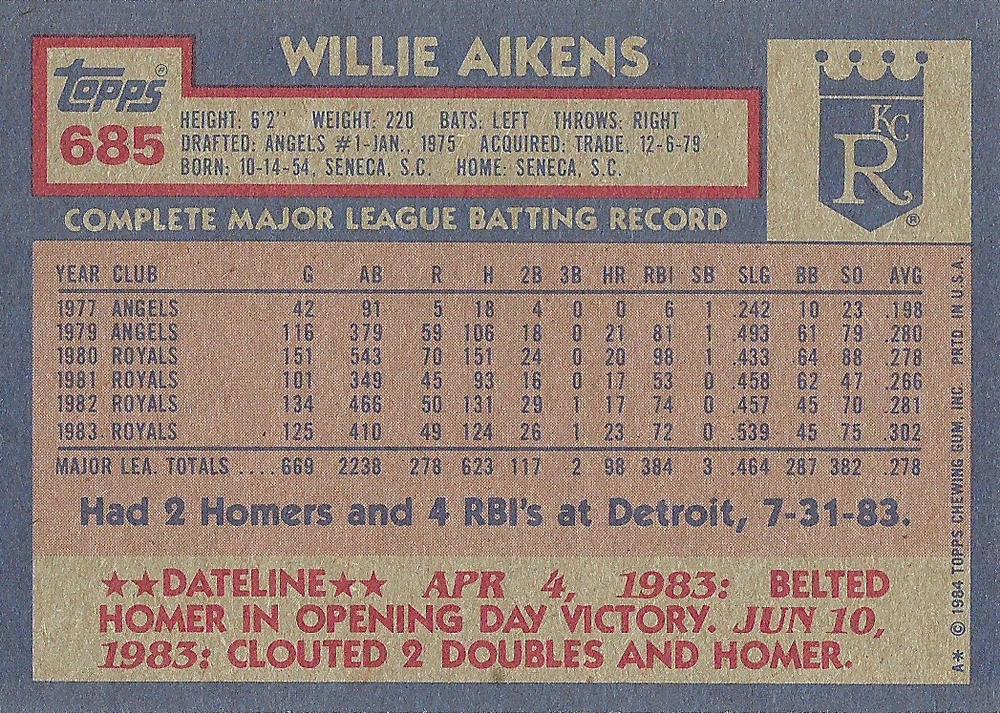 WILLIE AIKENS
topps®
685
HEIGHT: 6'2" WEIGHT: 220 BATS: LEFT THROWS: RIGHT
DRAFTED: ANGELS #1-JAN., 1975 ACQUIRED: TRADE, 12-6-79
BORN: 10-14-54, SENECA, S.C. HOME: SENECA, S.C.
KC
R
®
COMPLETE MAJOR LEAGUE BATTING RECORD
YEAR CLUB G AB R H 2B 3B HR RBI SB SLG BB SO AVG
1977 ANGELS 42 91 5 18 4 0 0 6 1 .242 10 23 .198
1979 ANGELS 116 379 59 106 18 0 21 81 1 .493 61 79 .280
1980 ROYALS 151 543 70 151 24 0 20 98 1 .433 64 88 .278
1981 ROYALS 101 349 45 93 16 0 17 53 0 .458 62 47 .266
1982 ROYALS 134 466 50 131 29 1 17 74 0 .457 45 70 .281
1983 ROYALS 125 410 49 124 26 1 23 72 0 .539 45 75 .302
MAJOR LEA. TOTALS .... 669 2238 278 623 117 2 98 384 3 .464 287 382 .278
Had 2 Homers and 4 RBI's at Detroit, 7-31-83.
★★DATELINE★★ APR 4, 1983: BELTED
HOMER IN OPENING DAY VICTORY. JUN 10,
1983: CLOUTED 2 DOUBLES AND HOMER.
A* © 1984 TOPPS CHEWING GUM, INC. PRTD IN U.S.A.